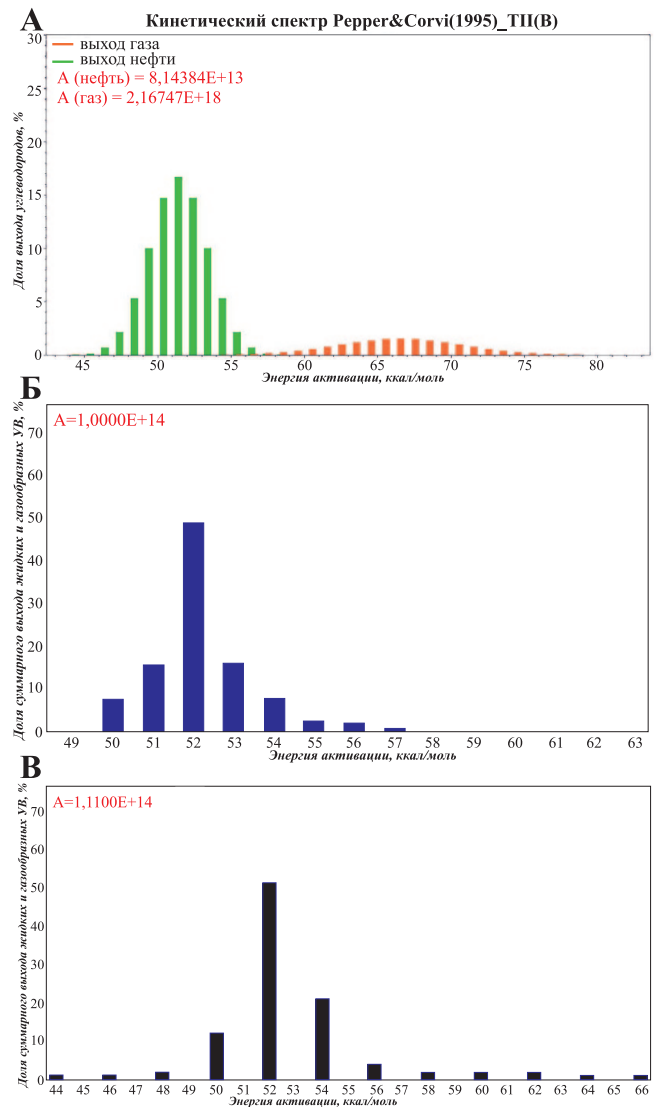 А
Кинетический спектр Pepper&Corvi(1995)_TII(B)
Доля выхода углеводородов, %
30
25
20
15
10
5
0
выход газа
выход нефти
А (нефть) = 8,14384E+13
А (газ) = 2,16747E+18
45 50 55 60 65 70 75 80
Энергия активации, ккал/моль
Б
Доля суммарного выхода жидких и газообразных УВ, %
70
60
50
40
30
20
10
0
А=1,0000E+14
49 50 51 52 53 54 55 56 57 58 59 60 61 62 63
Энергия активации, ккал/моль
В
Доля суммарного выхода жидких и газообразных УВ, %
70
60
50
40
30
20
10
0
А=1,1100E+14
44 45 46 47 48 49 50 51 52 53 54 55 56 57 58 59 60 61 62 63 64 65 66
Энергия активации, ккал/моль